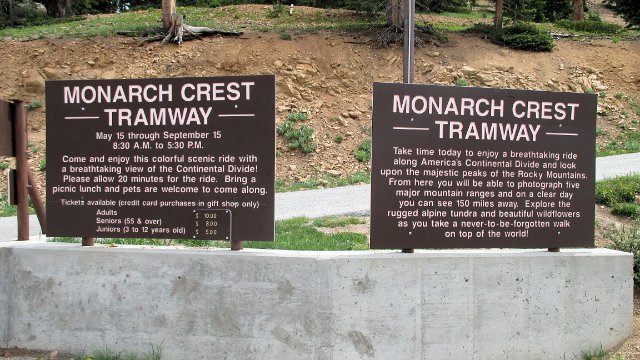 MONARCH CREST
TRAMWAY
May 15 through September 15
8:30 A.M. to 5:30 P.M.
Come and enjoy this colorful scenic ride with
a breathtaking view of the Continental Divide!
Please allow 20 minutes for the ride. Bring a
picnic lunch and pets are welcome to come along.
Tickets available (credit card purchases in gift shop only)
Adults $ 10.00
Seniors (55 & over) $ 8.00
Juniors (3 to 12 years old) $ 5.00
MONARCH CREST
TRAMWAY
Take time today to enjoy a breathtaking ride
along America's Continental Divide and look
upon the majestic peaks of the Rocky Mountains.
From here you will be able to photograph five
major mountain ranges and on a clear day
you can see 150 miles away. Explore the
rugged alpine tundra and beautiful wildflowers
as you take a never-to-be-forgotten walk
on top of the world!